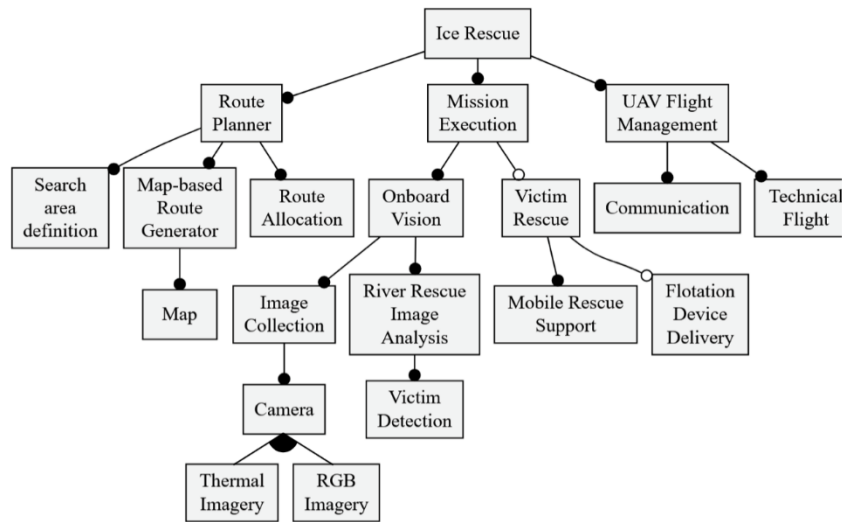 Ice Rescue
Route
Planner
Mission
Execution
UAV Flight
Management
Search
area
definition
Map-based
Route
Generator
Route
Allocation
Onboard
Vision
Victim
Rescue
Communication
Technical
Flight
Map
Image
Collection
River Rescue
Image
Analysis
Mobile Rescue
Support
Flotation
Device
Delivery
Camera
Victim
Detection
Thermal
Imagery
RGB
Imagery